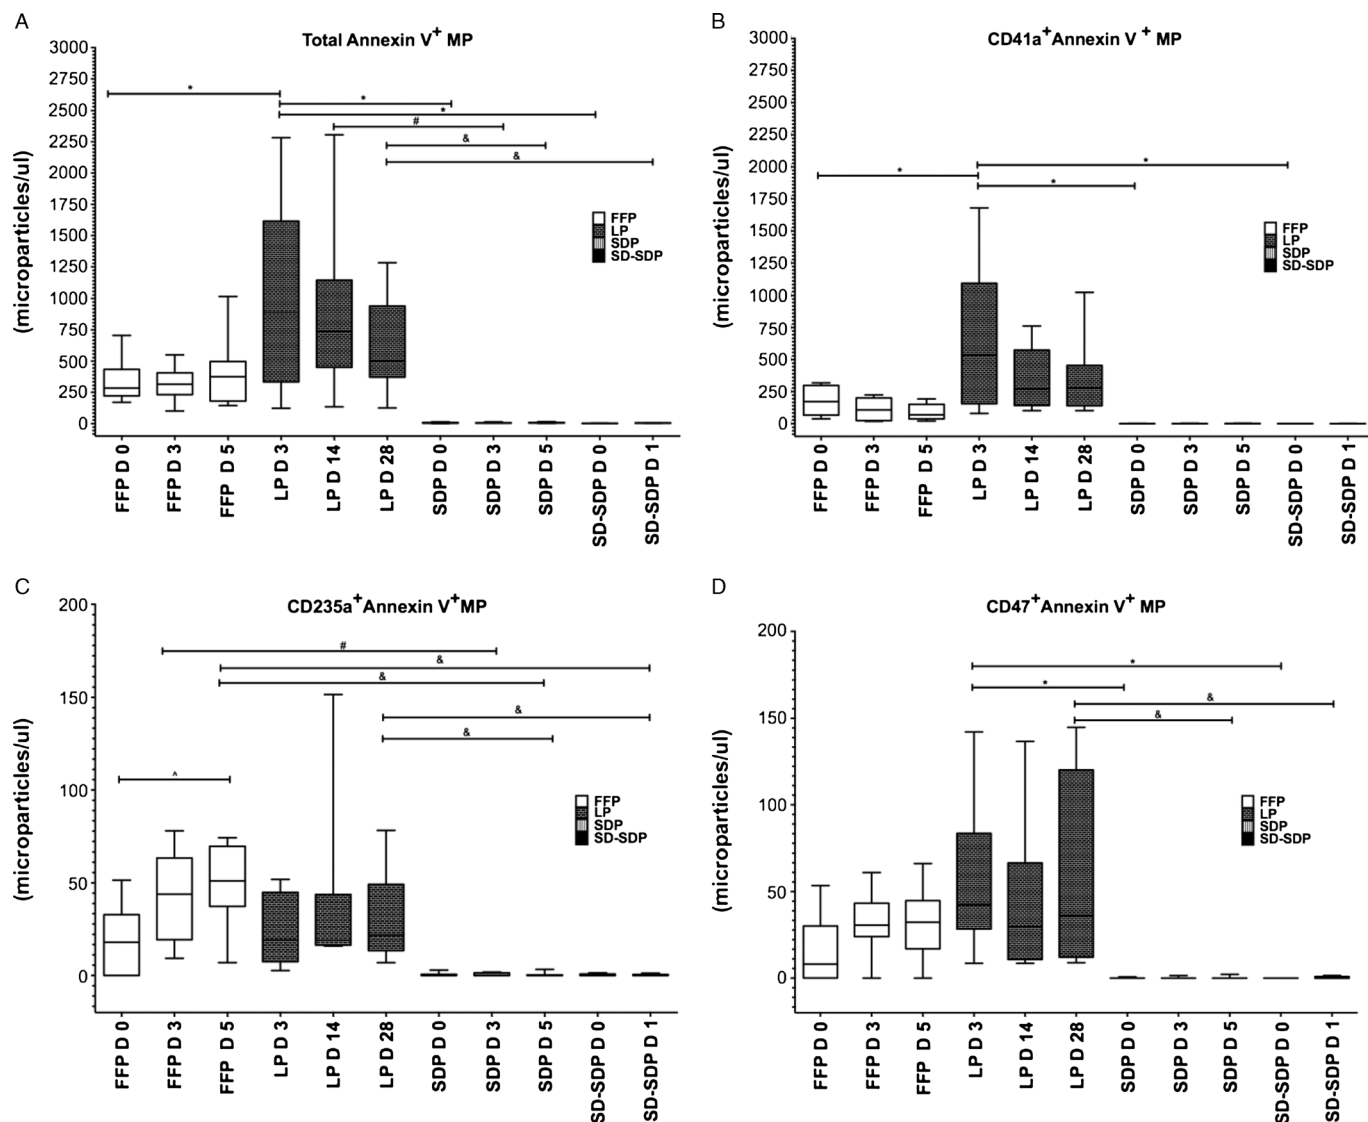 A
Total Annexin V+ MP
(microparticles/ul)
3000
2750
2500
2250
2000
1750
1500
1250
1000
750
500
250
0
*
*
*
#
&
&
FFP
LP
SDP
SD-SDP
FFP D 0
FFP D 3
FFP D 5
LP D 3
LP D 14
LP D 28
SDP D 0
SDP D 3
SDP D 5
SD-SDP D 0
SD-SDP D 1
B
CD41a+Annexin V + MP
(microparticles/ul)
3000
2750
2500
2250
2000
1750
1500
1250
1000
750
500
250
0
*
*
*
FFP
LP
SDP
SD-SDP
FFP D 0
FFP D 3
FFP D 5
LP D 3
LP D 14
LP D 28
SDP D 0
SDP D 3
SDP D 5
SD-SDP D 0
SD-SDP D 1
C
CD235a+Annexin V+MP
(microparticles/ul)
200
150
100
50
0
#
&
&
&
&
^
FFP
LP
SDP
SD-SDP
FFP D 0
FFP D 3
FFP D 5
LP D 3
LP D 14
LP D 28
SDP D 0
SDP D 3
SDP D 5
SD-SDP D 0
SD-SDP D 1
D
CD47+Annexin V+ MP
(microparticles/ul)
200
150
100
50
0
*
*
&
&
FFP
LP
SDP
SD-SDP
FFP D 0
FFP D 3
FFP D 5
LP D 3
LP D 14
LP D 28
SDP D 0
SDP D 3
SDP D 5
SD-SDP D 0
SD-SDP D 1